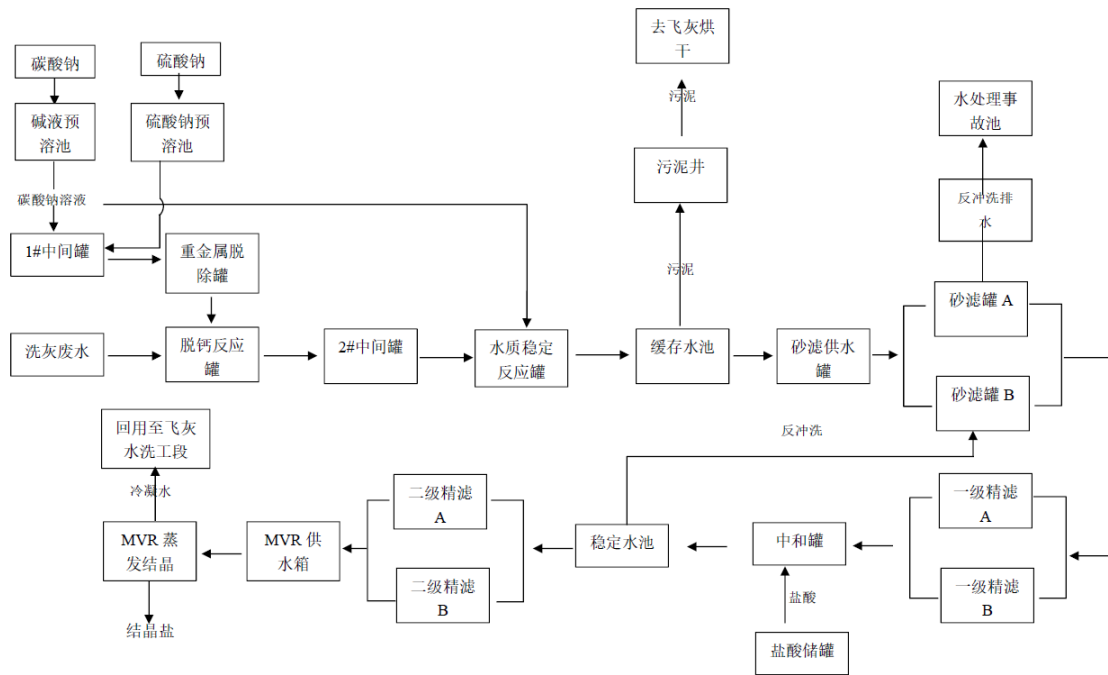 碳酸钠
硫酸钠
去飞灰烘
干
碱液预
溶池
硫酸钠预
溶池
污泥
水处理事
故池
污泥井
碳酸钠溶液
反冲洗排
水
1#中间罐
重金属脱
除罐
污泥
砂滤罐 A
洗灰废水
脱钙反应
罐
2#中间罐
水质稳定
反应罐
缓存水池
砂滤供水
罐
砂滤罐 B
回用至飞灰
水洗工段
反冲洗
冷凝水
二级精滤
A
一级精滤
A
MVR 蒸
发结晶
MVR 供
水箱
稳定水池
中和罐
二级精滤
B
一级精滤
B
盐酸
结晶盐
盐酸储罐